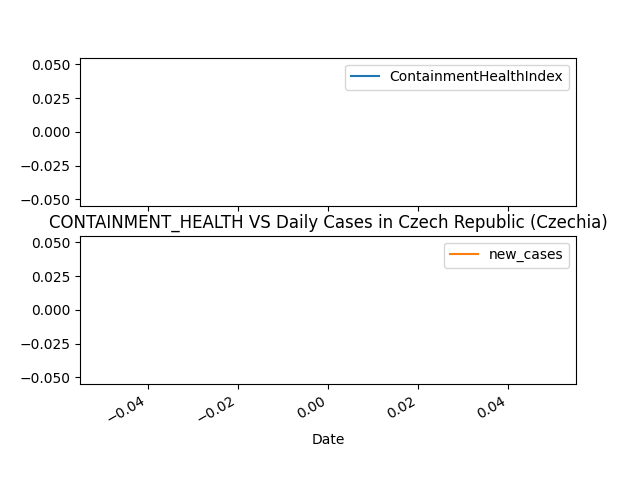 0.050
ContainmentHealthIndex
0.025
0.000
−0.025
−0.050
CONTAINMENT_HEALTH VS Daily Cases in Czech Republic (Czechia)
0.050
new_cases
0.025
0.000
−0.025
−0.050
−0.04 −0.02 0.00 0.02 0.04
Date